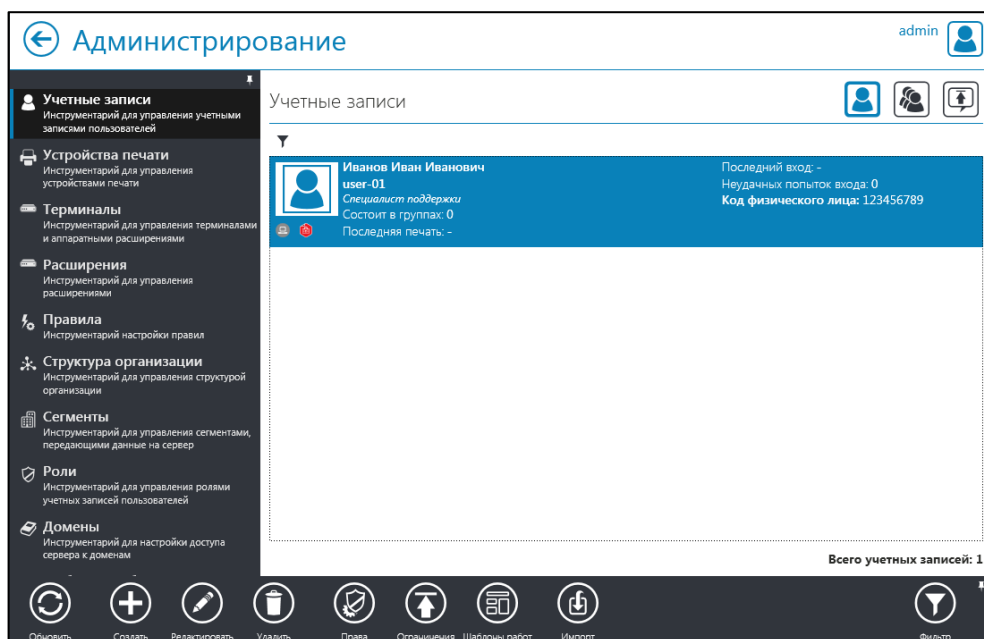 Администрирование
admin
Учетные записи
Инструментарий для управления учетными
записями пользователей
Устройства печати
Инструментарий для управления
устройствами печати
Терминалы
Инструментарий для управления терминалами
и аппаратными расширениями
Расширения
Инструментарий для управления
расширениями
Правила
Инструментарий настройки правил
Структура организации
Инструментарий для управления структурой
организации
Сегменты
Инструментарий для управления сегментами,
передающими данные на сервер
Роли
Инструментарий для управления ролями
учетных записей пользователей
Домены
Инструментарий для настройки доступа
сервера к доменам
Учетные записи
Иванов Иван Иванович
user-01
Специалист поддержки
Состоит в группах: 0
Последняя печать: -
Последний вход: -
Неудачных попыток входа: 0
Код физического лица: 123456789
Всего учетных записей: 1
Обновить
Создать
Редактировать
Удалить
Права
Ограничения
Шаблоны работ
Импорт
Фильтр